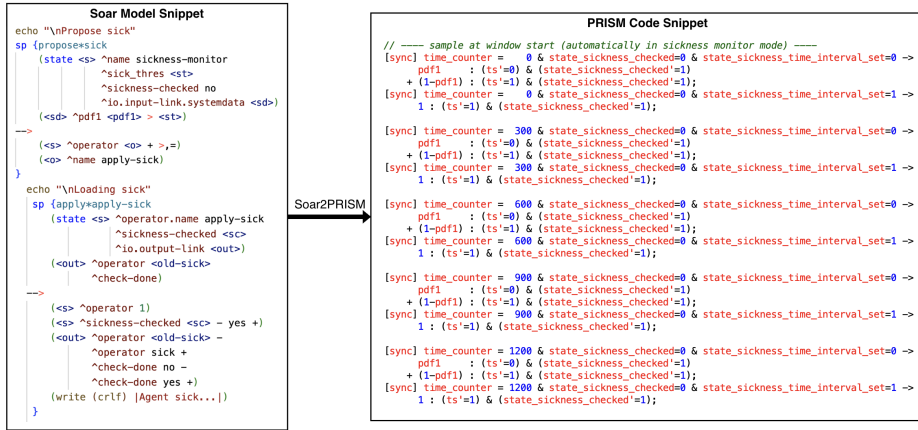 Soar Model Snippet
echo "\nPropose sick"
sp {propose*sick
(state <s> ^name sickness-monitor
^sick_thres <st>
^sickness-checked no
^io.input-link.systemdata <sd>)
(<sd> ^pdf1 <pdf1> > <st>)
-->
(<s> ^operator <o> + >,=)
(<o> ^name apply-sick)
}
echo "\nLoading sick"
sp {apply*apply-sick
(state <s> ^operator.name apply-sick
^sickness-checked <sc>
^io.output-link <out>)
(<out> ^operator <old-sick>
^check-done)
-->
(<s> ^operator 1)
(<s> ^sickness-checked <sc> - yes +)
(<out> ^operator <old-sick> -
^operator sick +
^check-done no -
^check-done yes +)
(write (crlf) |Agent sick...|)
}
Soar2PRISM
PRISM Code Snippet
// ---- sample at window start (automatically in sickness monitor mode) ----
[sync] time_counter = 0 & state_sickness_checked=0 & state_sickness_time_interval_set=0 ->
pdf1 : (ts'=0) & (state_sickness_checked'=1)
+ (1-pdf1) : (ts'=1) & (state_sickness_checked'=1);
[sync] time_counter = 0 & state_sickness_checked=0 & state_sickness_time_interval_set=1 ->
1 : (ts'=1) & (state_sickness_checked'=1);
[sync] time_counter = 300 & state_sickness_checked=0 & state_sickness_time_interval_set=0 ->
pdf1 : (ts'=0) & (state_sickness_checked'=1)
+ (1-pdf1) : (ts'=1) & (state_sickness_checked'=1);
[sync] time_counter = 300 & state_sickness_checked=0 & state_sickness_time_interval_set=1 ->
1 : (ts'=1) & (state_sickness_checked'=1);
[sync] time_counter = 600 & state_sickness_checked=0 & state_sickness_time_interval_set=0 ->
pdf1 : (ts'=0) & (state_sickness_checked'=1)
+ (1-pdf1) : (ts'=1) & (state_sickness_checked'=1);
[sync] time_counter = 600 & state_sickness_checked=0 & state_sickness_time_interval_set=1 ->
1 : (ts'=1) & (state_sickness_checked'=1);
[sync] time_counter = 900 & state_sickness_checked=0 & state_sickness_time_interval_set=0 ->
pdf1 : (ts'=0) & (state_sickness_checked'=1)
+ (1-pdf1) : (ts'=1) & (state_sickness_checked'=1);
[sync] time_counter = 900 & state_sickness_checked=0 & state_sickness_time_interval_set=1 ->
1 : (ts'=1) & (state_sickness_checked'=1);
[sync] time_counter = 1200 & state_sickness_checked=0 & state_sickness_time_interval_set=0 ->
pdf1 : (ts'=0) & (state_sickness_checked'=1)
+ (1-pdf1) : (ts'=1) & (state_sickness_checked'=1);
[sync] time_counter = 1200 & state_sickness_checked=0 & state_sickness_time_interval_set=1 ->
1 : (ts'=1) & (state_sickness_checked'=1);